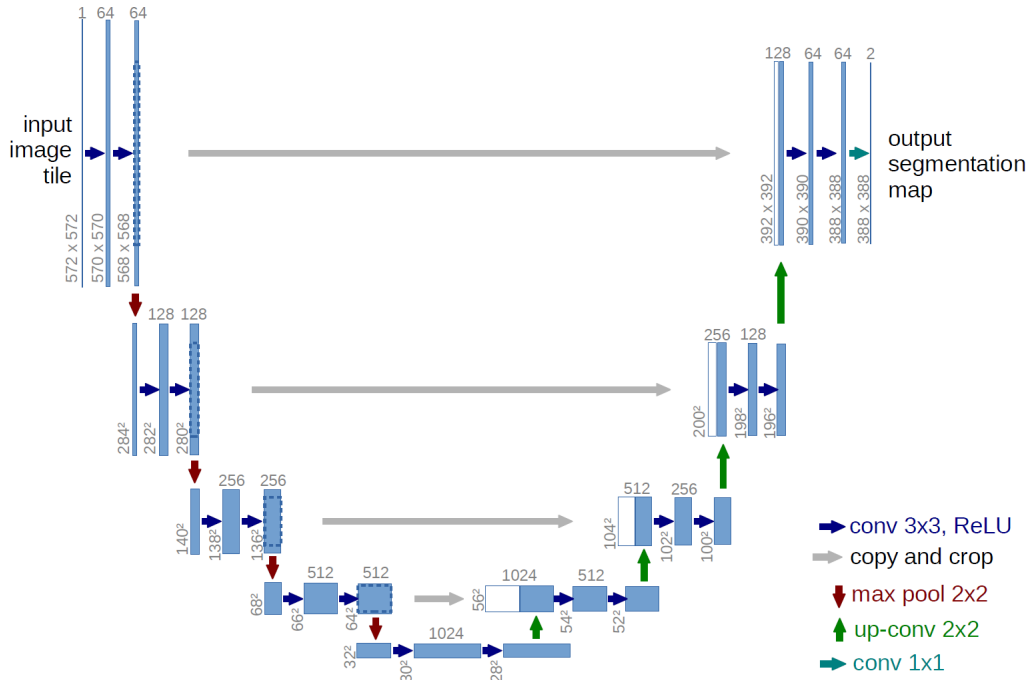 1 64 64
128 64 64 2
input
image
tile
output
segmentation
map
572 x 572
570 x 570
568 x 568
392 x 392
390 x 390
388 x 388
388 x 388
128 128
256 128
284²
282²
280²
200²
198²
196²
256 256
512 256
140²
138²
136²
104²
102²
100²
512 512
1024 512
68²
66²
64²
56²
54²
52²
1024
32²
30²
28²
conv 3x3, ReLU
copy and crop
max pool 2x2
up-conv 2x2
conv 1x1